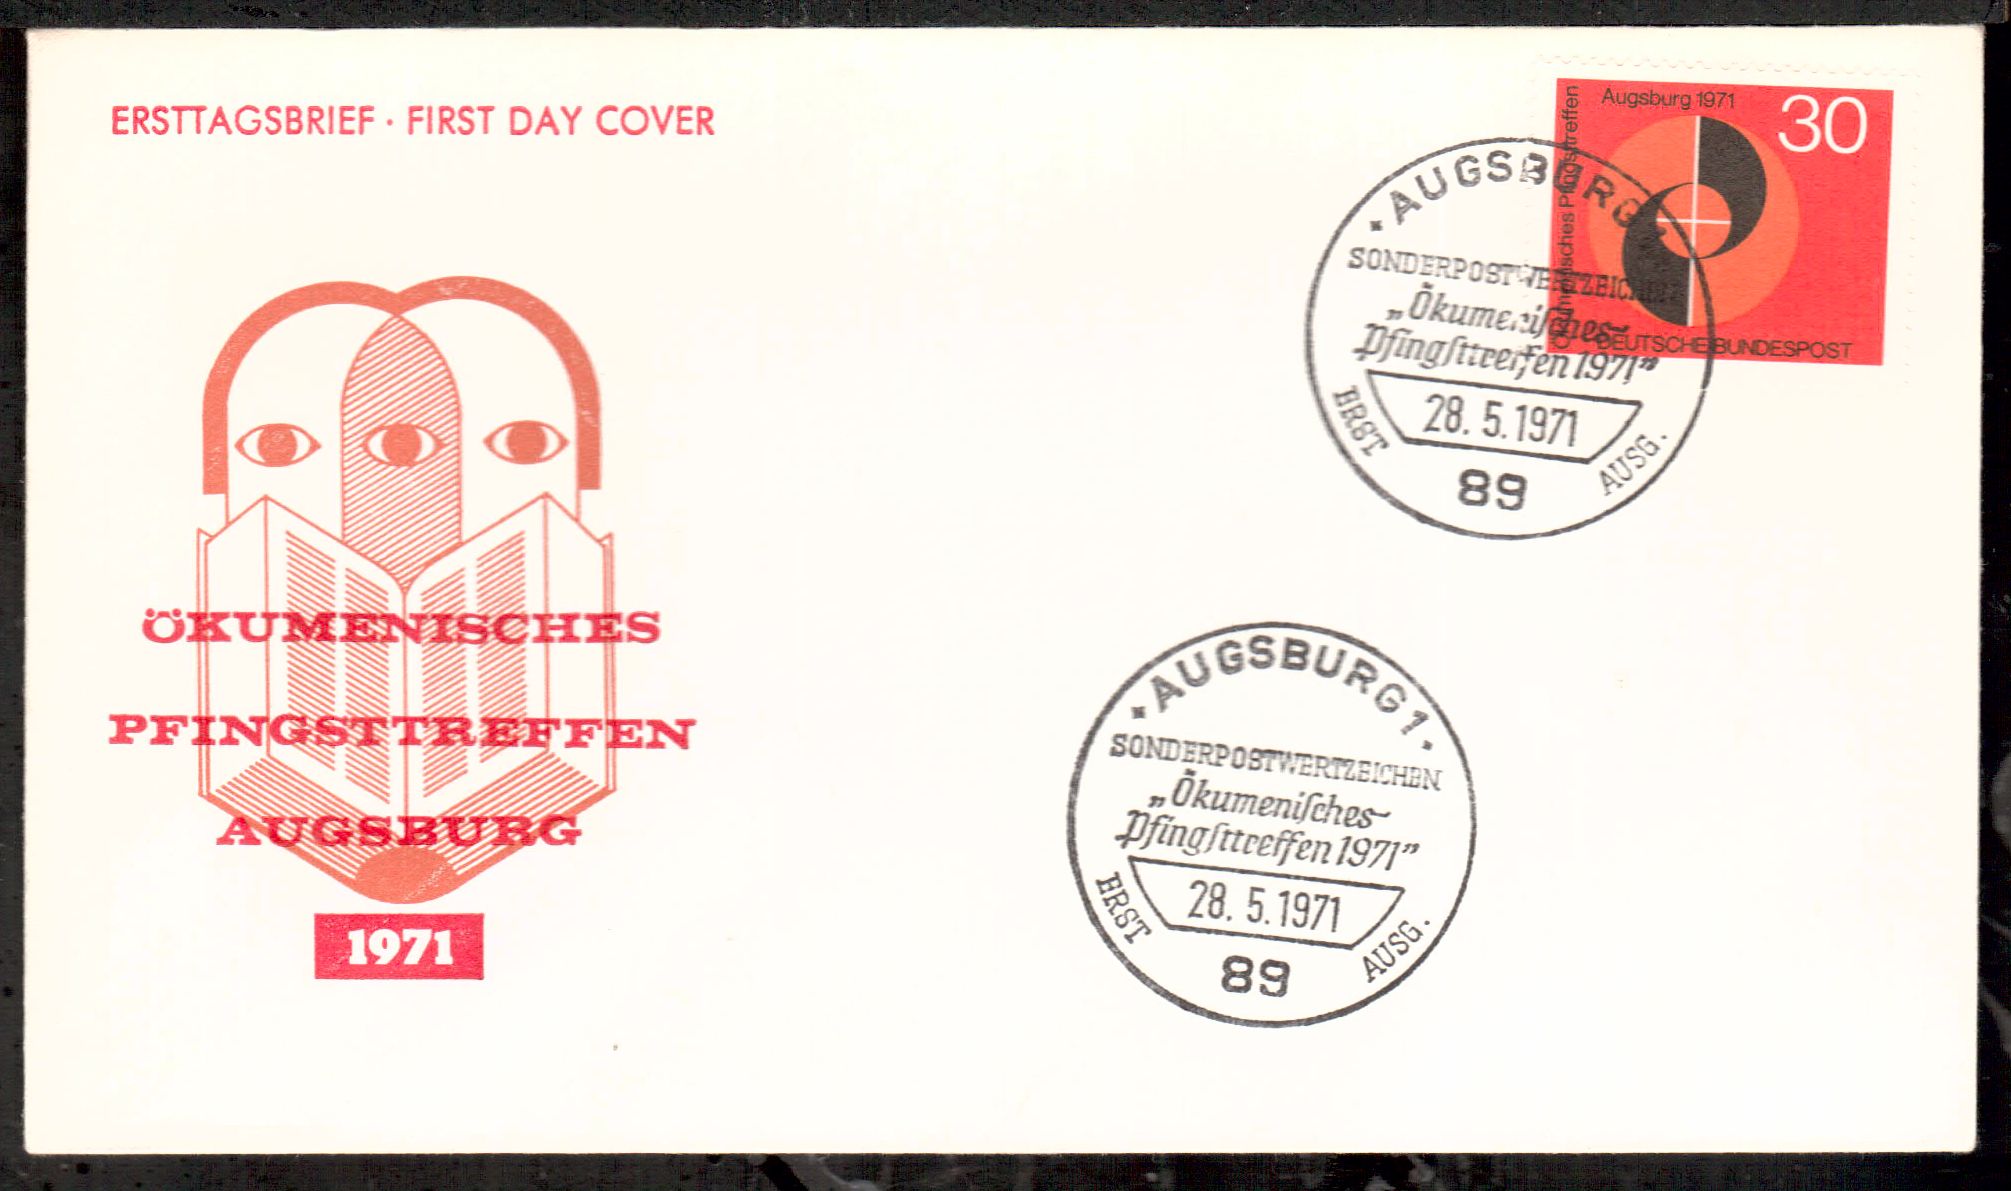 ERSTTAGSBRIEF · FIRST DAY COVER
Augsburg 1971
30
Ökumenisches Pfingsttreffen
DEUTSCHE BUNDESPOST
AUGSBURG
SONDERPOSTWERTZEICHEN
„Ökumeniſches-
Pfingſttreffen 1971”
28. 5. 1971
ERST AUSG.
89
ÖKUMENISCHES
PFINGSTTREFFEN
AUGSBURG
1971
AUGSBURG 1
SONDERPOSTWERTZEICHEN
„Ökumeniſches-
Pfingſttreffen 1971”
28. 5. 1971
ERST AUSG.
89